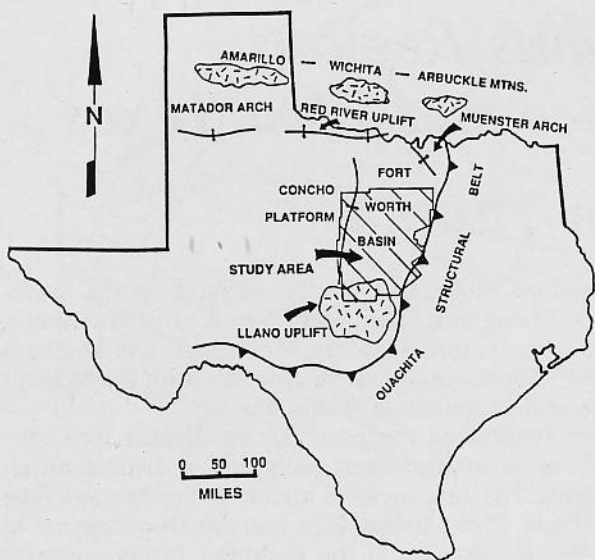 AMARILLO — WICHITA — ARBUCKLE MTNS.
MATADOR ARCH
RED RIVER UPLIFT
MUENSTER ARCH
N
FORT
WORTH
BASIN
CONCHO
PLATFORM
STUDY AREA
LLANO UPLIFT
OUACHITA
STRUCTURAL
BELT
0 50 100
MILES